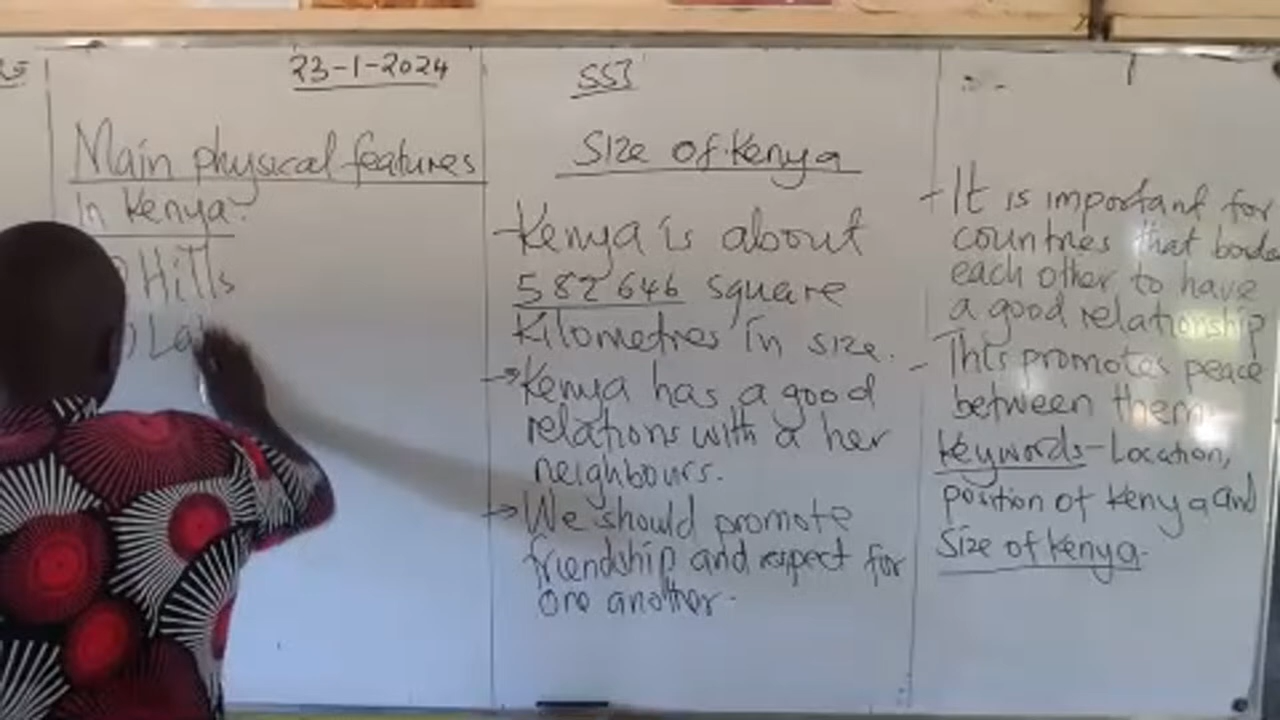 23-1-2024
Main physical features
In Kenya
Hills
SST
Size of Kenya
-Kenya is about
582 646 square
Kilometres in size.
→Kenya has a good
relations with a her
neighbours.
→We should promote
friendship and respect for
one another.
-It is important for
countries that borde
each other to have
a good relationship
- This promotes peace
between them
Keywords-Location,
position of Kenya and
Size of Kenya.